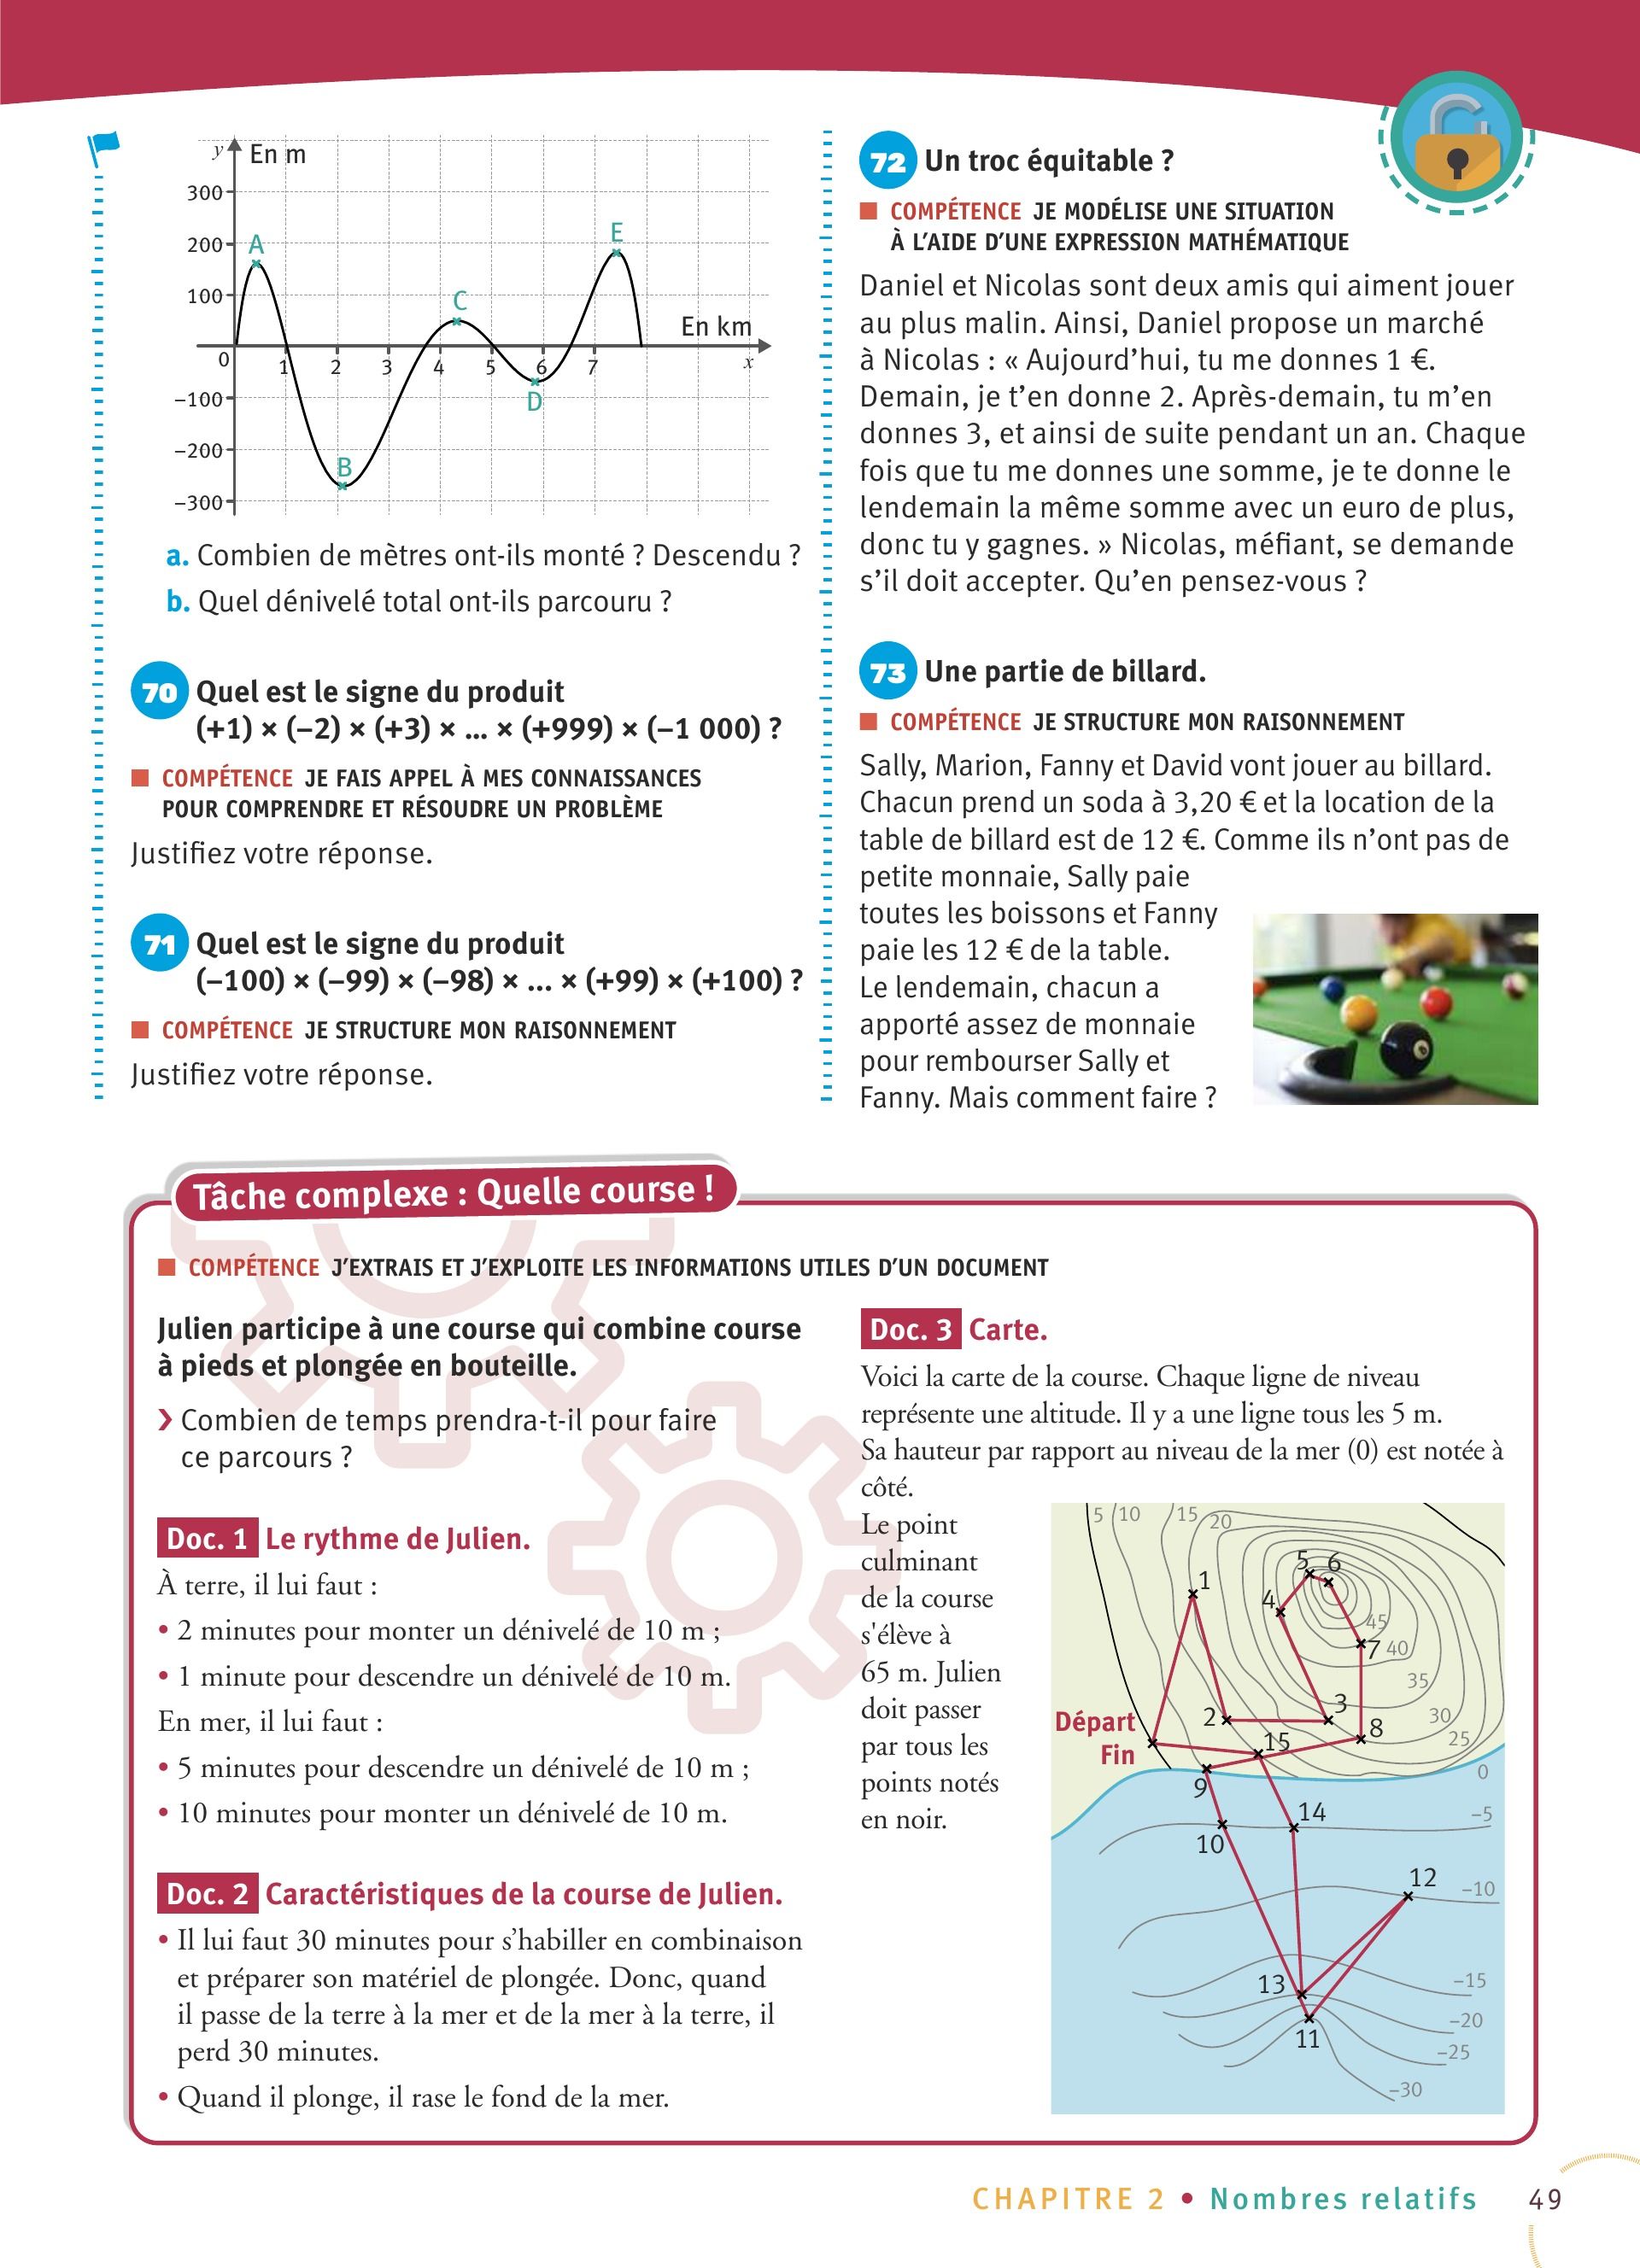 y
En m
300
200
100
0
−100
−200
−300
1
2
3
4
5
6
7
En km
x
A
B
C
D
E
a. Combien de mètres ont-ils monté ? Descendu ?
b. Quel dénivelé total ont-ils parcouru ?
70 Quel est le signe du produit
(+1) × (−2) × (+3) × ... × (+999) × (−1 000) ?
COMPÉTENCE JE FAIS APPEL À MES CONNAISSANCES
POUR COMPRENDRE ET RÉSOUDRE UN PROBLÈME
Justifiez votre réponse.
71 Quel est le signe du produit
(−100) × (−99) × (−98) × ... × (+99) × (+100) ?
COMPÉTENCE JE STRUCTURE MON RAISONNEMENT
Justifiez votre réponse.
72 Un troc équitable ?
COMPÉTENCE JE MODÉLISE UNE SITUATION
À L’AIDE D’UNE EXPRESSION MATHÉMATIQUE
Daniel et Nicolas sont deux amis qui aiment jouer
au plus malin. Ainsi, Daniel propose un marché
à Nicolas : « Aujourd’hui, tu me donnes 1 €.
Demain, je t’en donne 2. Après-demain, tu m’en
donnes 3, et ainsi de suite pendant un an. Chaque
fois que tu me donnes une somme, je te donne le
lendemain la même somme avec un euro de plus,
donc tu y gagnes. » Nicolas, méfiant, se demande
s’il doit accepter. Qu’en pensez-vous ?
73 Une partie de billard.
COMPÉTENCE JE STRUCTURE MON RAISONNEMENT
Sally, Marion, Fanny et David vont jouer au billard.
Chacun prend un soda à 3,20 € et la location de la
table de billard est de 12 €. Comme ils n’ont pas de
petite monnaie, Sally paie
toutes les boissons et Fanny
paie les 12 € de la table.
Le lendemain, chacun a
apporté assez de monnaie
pour rembourser Sally et
Fanny. Mais comment faire ?
Tâche complexe : Quelle course !
COMPÉTENCE J’EXTRAIS ET J’EXPLOITE LES INFORMATIONS UTILES D’UN DOCUMENT
Julien participe à une course qui combine course
à pieds et plongée en bouteille.
Combien de temps prendra-t-il pour faire
ce parcours ?
Doc. 1 Le rythme de Julien.
À terre, il lui faut :
• 2 minutes pour monter un dénivelé de 10 m ;
• 1 minute pour descendre un dénivelé de 10 m.
En mer, il lui faut :
• 5 minutes pour descendre un dénivelé de 10 m ;
• 10 minutes pour monter un dénivelé de 10 m.
Doc. 2 Caractéristiques de la course de Julien.
• Il lui faut 30 minutes pour s’habiller en combinaison
et préparer son matériel de plongée. Donc, quand
il passe de la terre à la mer et de la mer à la terre, il
perd 30 minutes.
• Quand il plonge, il rase le fond de la mer.
Doc. 3 Carte.
Voici la carte de la course. Chaque ligne de niveau
représente une altitude. Il y a une ligne tous les 5 m.
Sa hauteur par rapport au niveau de la mer (0) est notée à
côté.
Le point
culminant
de la course
s'élève à
65 m. Julien
doit passer
par tous les
points notés
en noir.
5
10
15
20
5
6
1
4
45
7
40
35
3
2
30
Départ
8
25
15
Fin
0
9
14
−5
10
12
−10
13
−15
−20
11
−25
−30
CHAPITRE 2 • Nombres relatifs 49